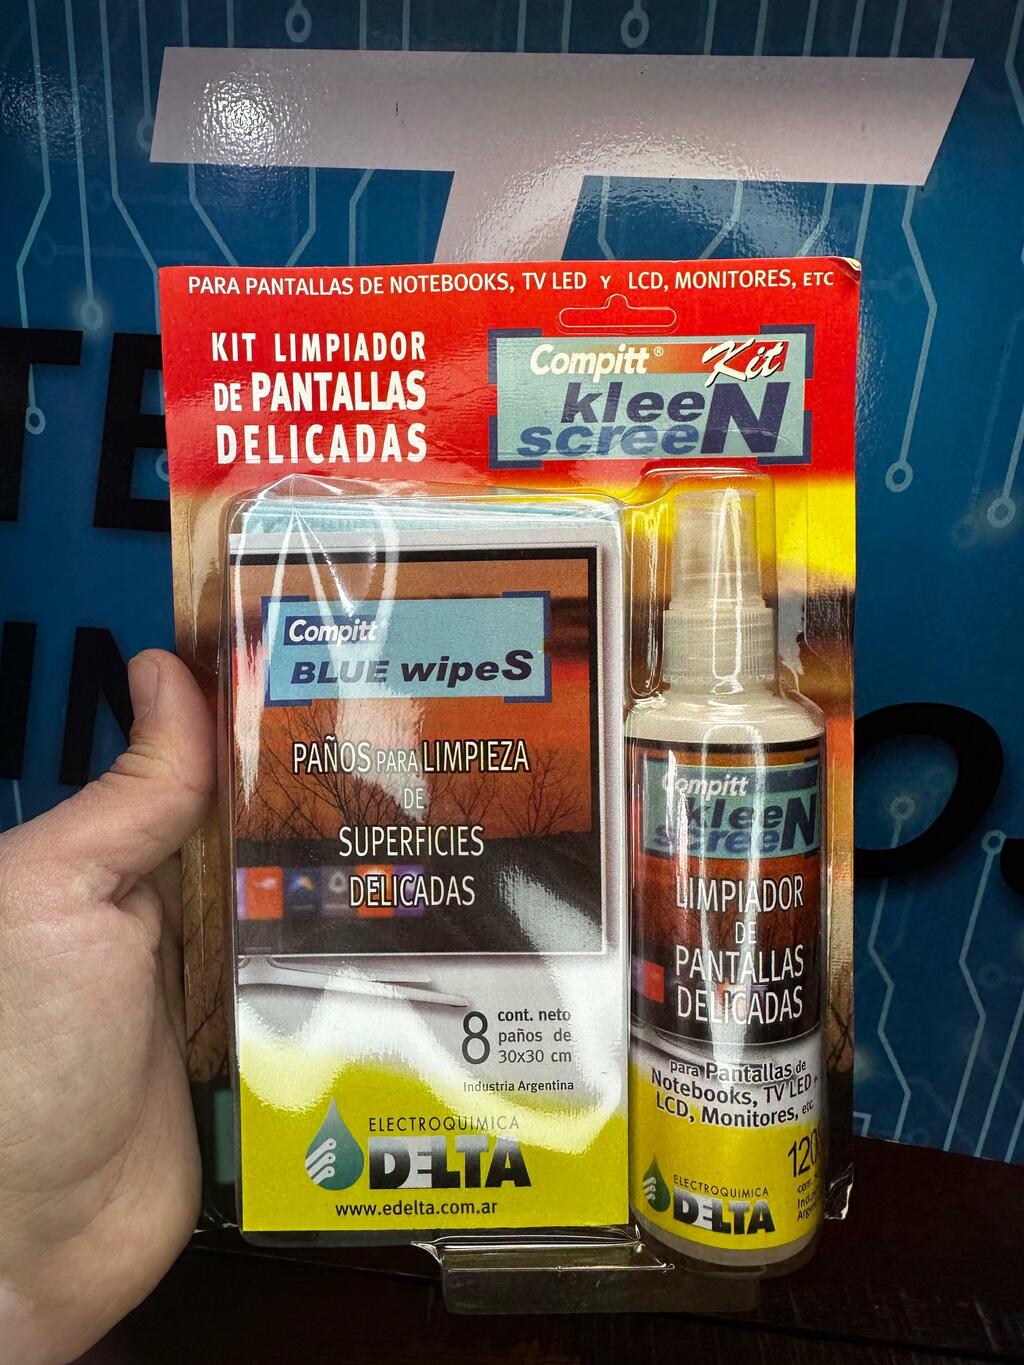 PARA PANTALLAS DE NOTEBOOKS, TV LED Y LCD, MONITORES, ETC
KIT LIMPIADOR
DE PANTALLAS
DELICADAS
Compitt® Kit
kleeN
screeN
Compitt®
BLUE wipeS
PAÑOS PARA LIMPIEZA
DE
SUPERFICIES
DELICADAS
8 cont. neto
paños de
30x30 cm
Industria Argentina
ELECTROQUIMICA
DELTA
www.edelta.com.ar
Compitt
kleeN
screeN
LIMPIADOR
DE
PANTALLAS
DELICADAS
para Pantallas de
Notebooks, TV LED
LCD, Monitores, etc.
ELECTROQUIMICA
DELTA